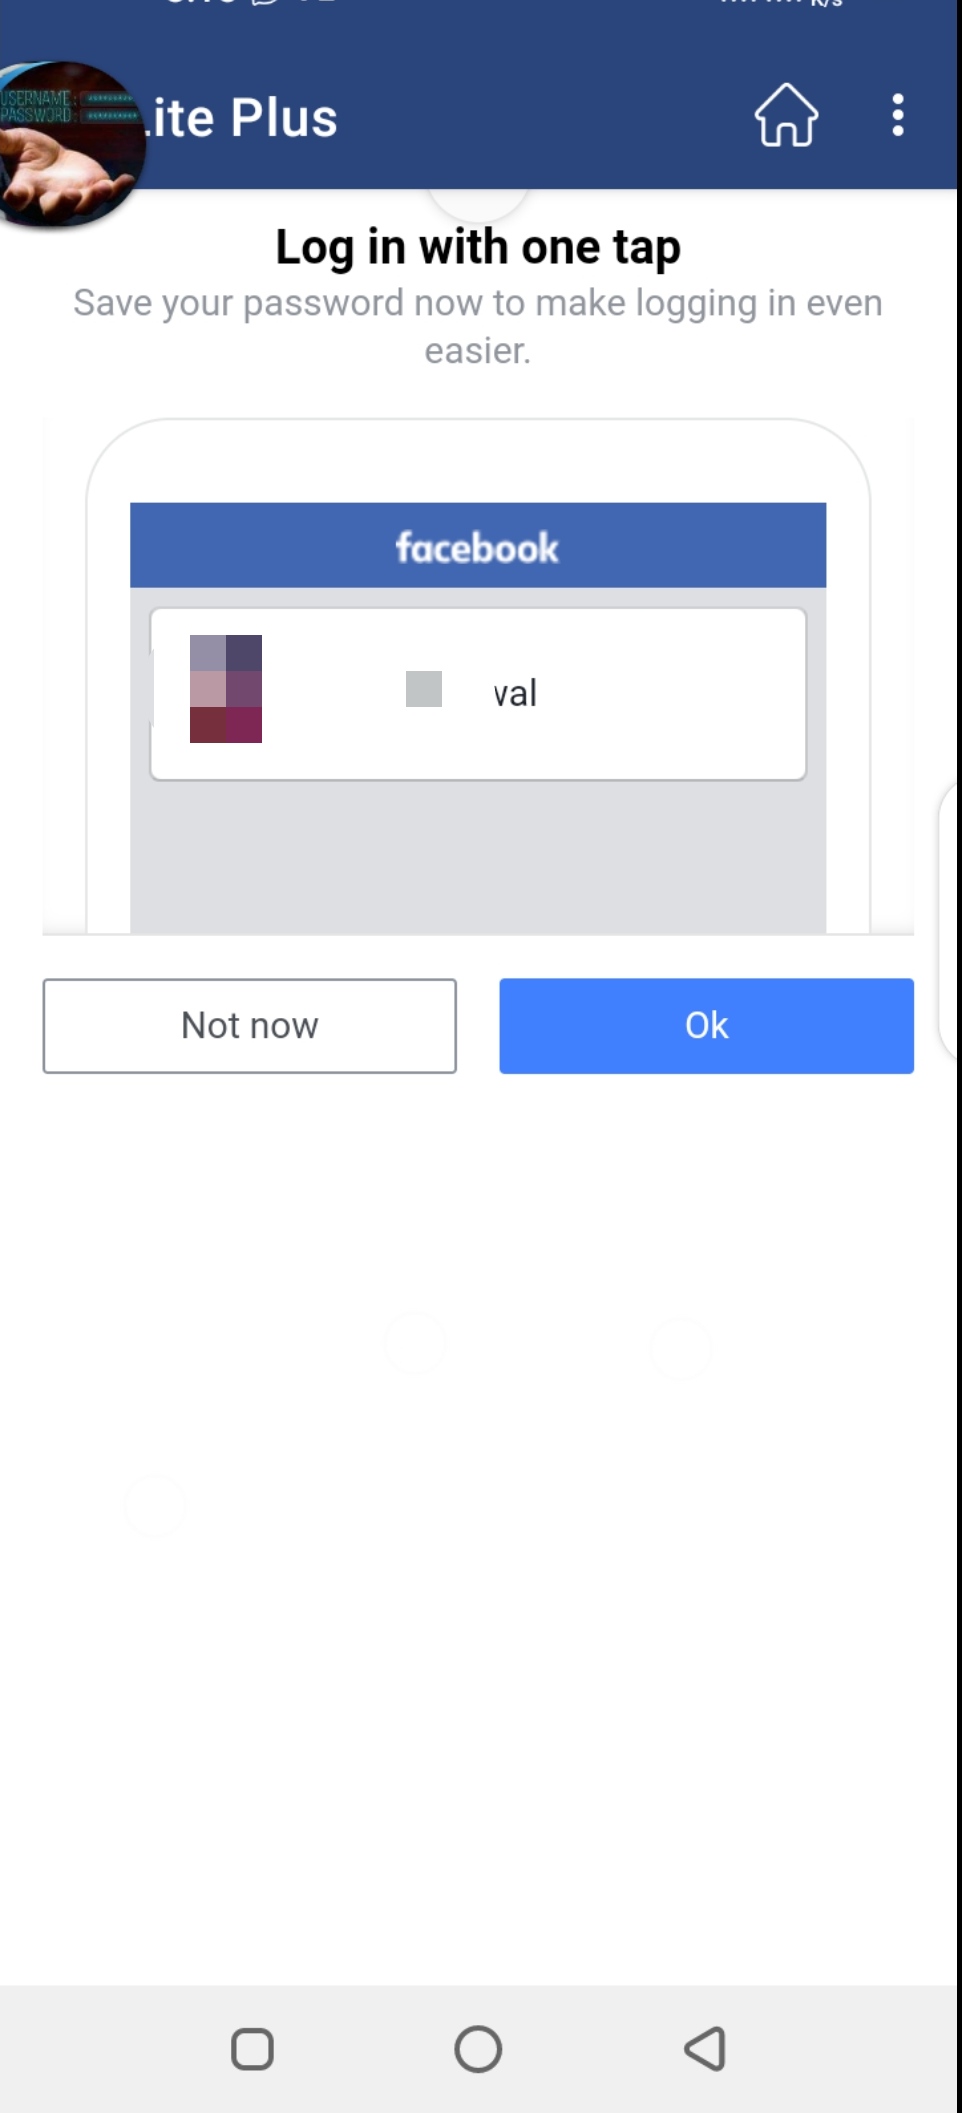 USERNAME:
PASSWORD:
ite Plus
Log in with one tap
Save your password now to make logging in even
easier.
facebook
val
Not now
Ok